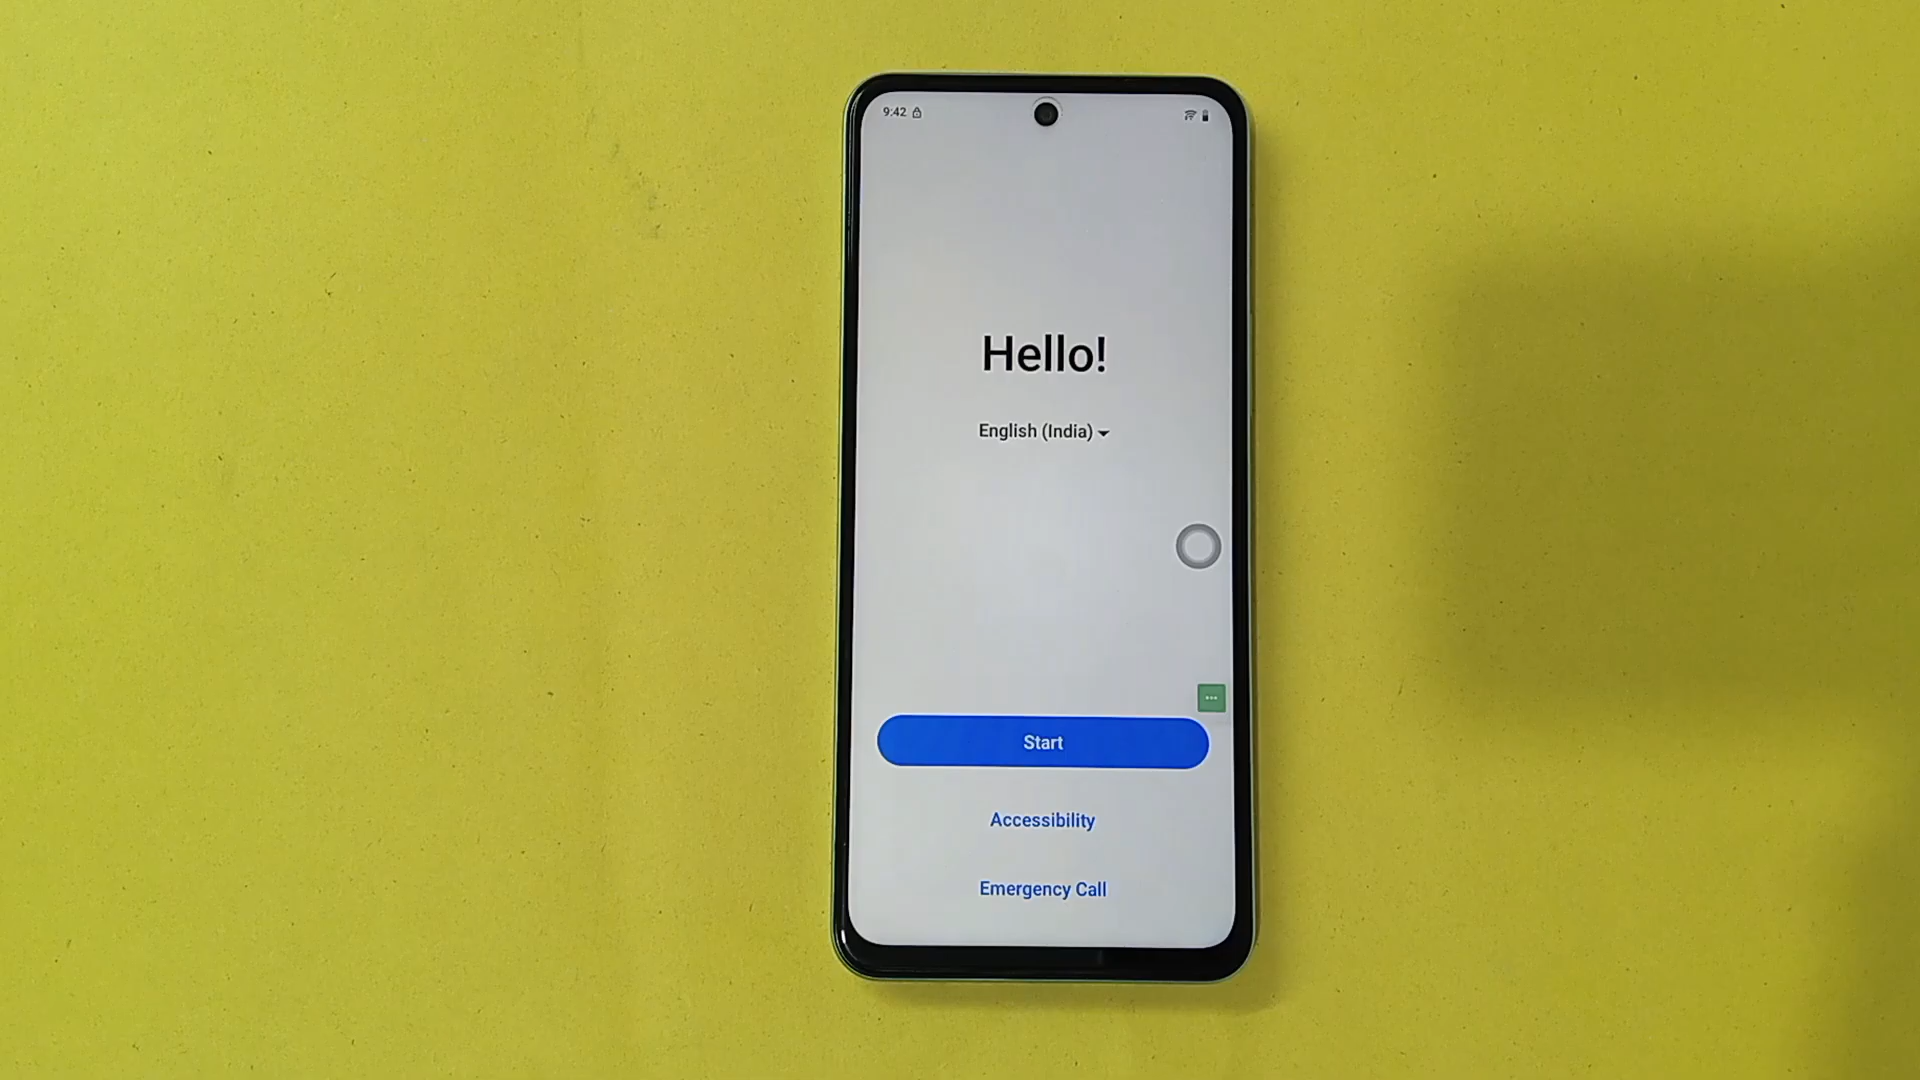 9:42
Hello!
English (India)
Start
Accessibility
Emergency Call